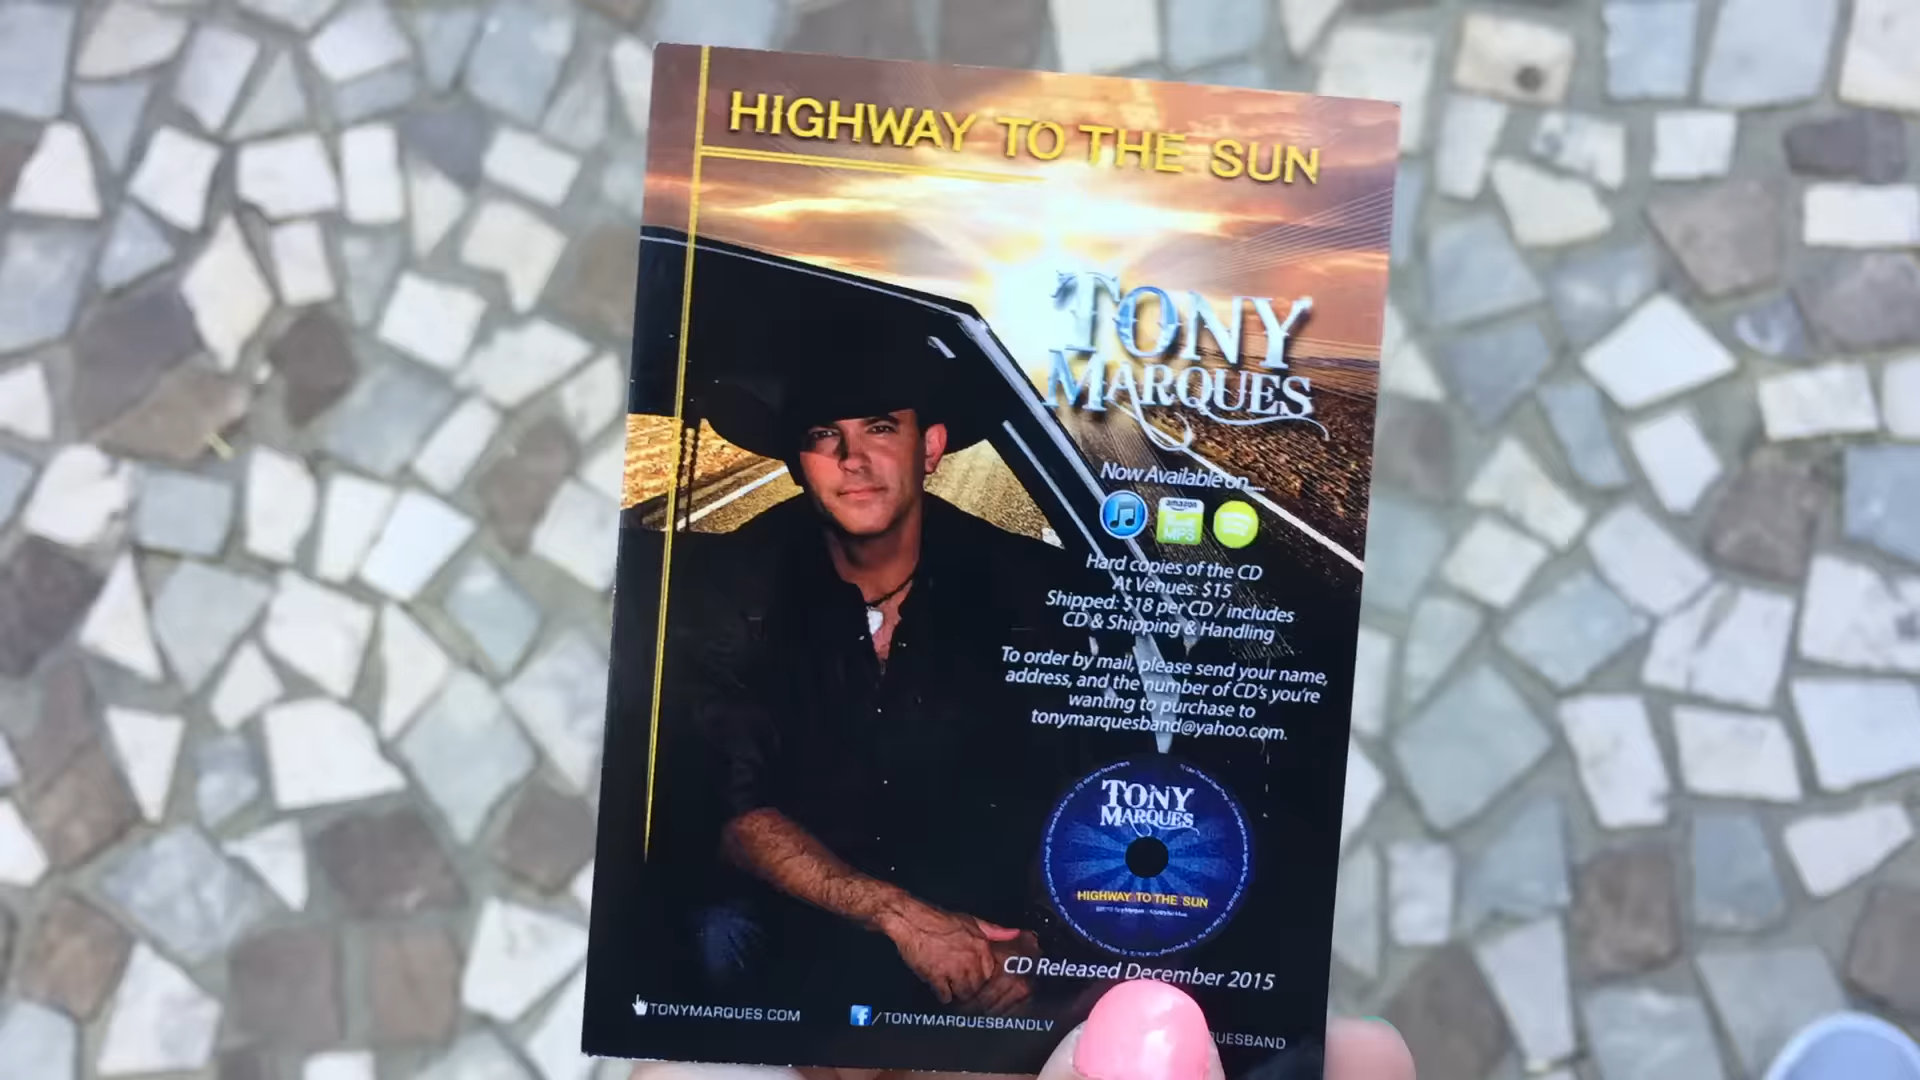 HIGHWAY TO THE SUN
TONY
MARQUES
Now Available on.....
amazon
MP3
Hard copies of the CD
At Venues: $15
Shipped: $18 per CD / includes
CD & Shipping & Handling
To order by mail, please send your name,
address, and the number of CD's you're
wanting to purchase to
tonymarquesband@yahoo.com.
TONY
MARQUES
HIGHWAY TO THE SUN
CD Released December 2015
TONYMARQUES.COM
/TONYMARQUESBANDLV
UESBAND